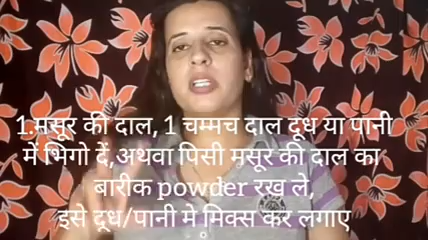 1.मसूर की दाल, 1 चम्मच दाल दूध या पानी
में भिगो दें,अथवा पिसी मसूर की दाल का
बारीक powder रख ले,
इसे दूध/पानी मे मिक्स कर लगाए